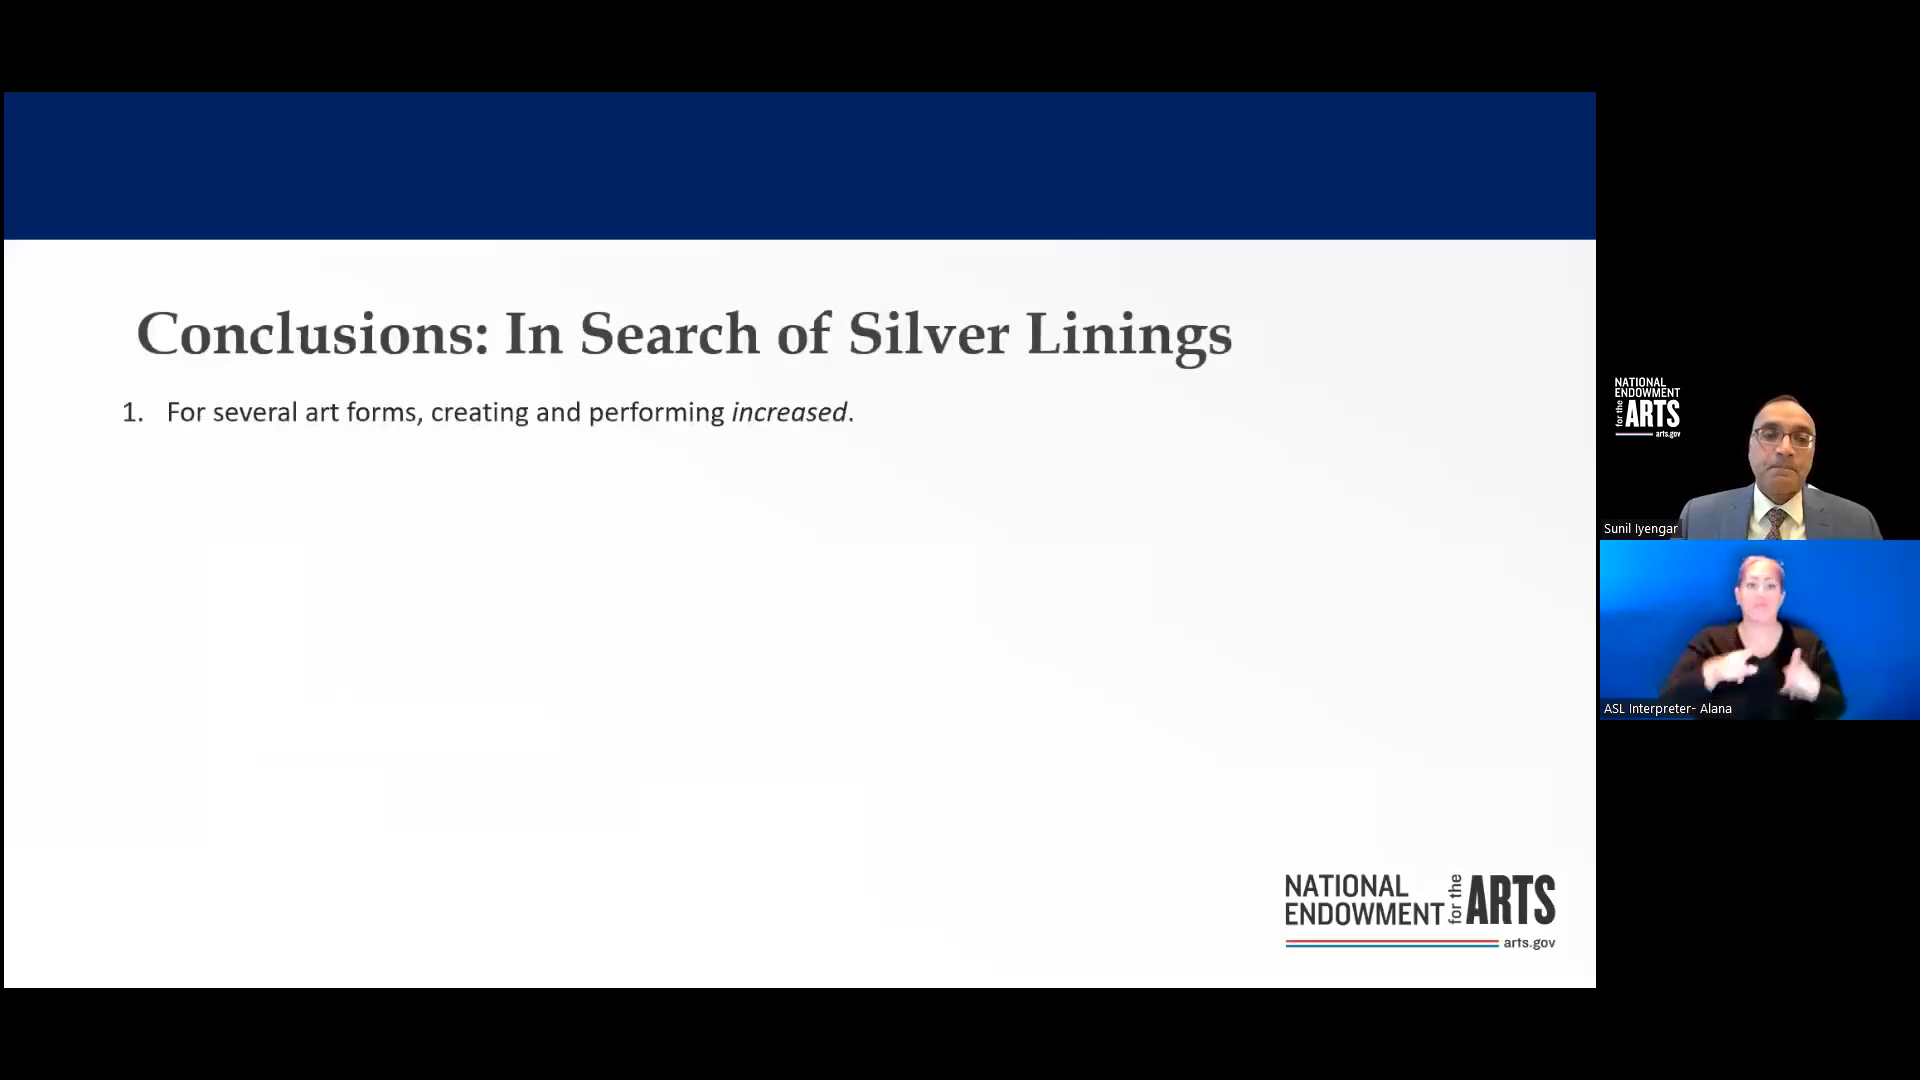 Conclusions: In Search of Silver Linings
1. For several art forms, creating and performing increased.
NATIONAL
ENDOWMENT
for the
ARTS
arts.gov
NATIONAL
ENDOWMENT
for the
ARTS
arts.gov
Sunil Iyengar
ASL Interpreter- Alana